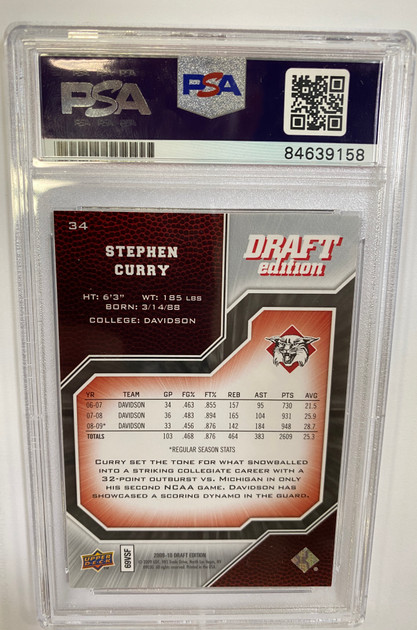 PSA
PSA
84639158
34
STEPHEN
CURRY
DRAFT
edition
HT: 6'3" WT: 185 LBS
BORN: 3/14/88
COLLEGE: DAVIDSON
YR TEAM GP FG% FT% REB AST PTS AVG
06-07 DAVIDSON 34 .463 .855 157 95 730 21.5
07-08 DAVIDSON 36 .483 .894 165 104 931 25.9
08-09* DAVIDSON 33 .456 .876 142 184 948 28.7
TOTALS 103 .468 .876 464 383 2609 25.3
*REGULAR SEASON STATS
CURRY SET THE TONE FOR WHAT SNOWBALLED
INTO A STRIKING COLLEGIATE CAREER WITH A
32-POINT OUTBURST VS. MICHIGAN IN ONLY
HIS SECOND NCAA GAME. DAVIDSON HAS
SHOWCASED A SCORING DYNAMO IN THE GUARD.
UPPER
DECK
69VSF
2009-10 DRAFT EDITION